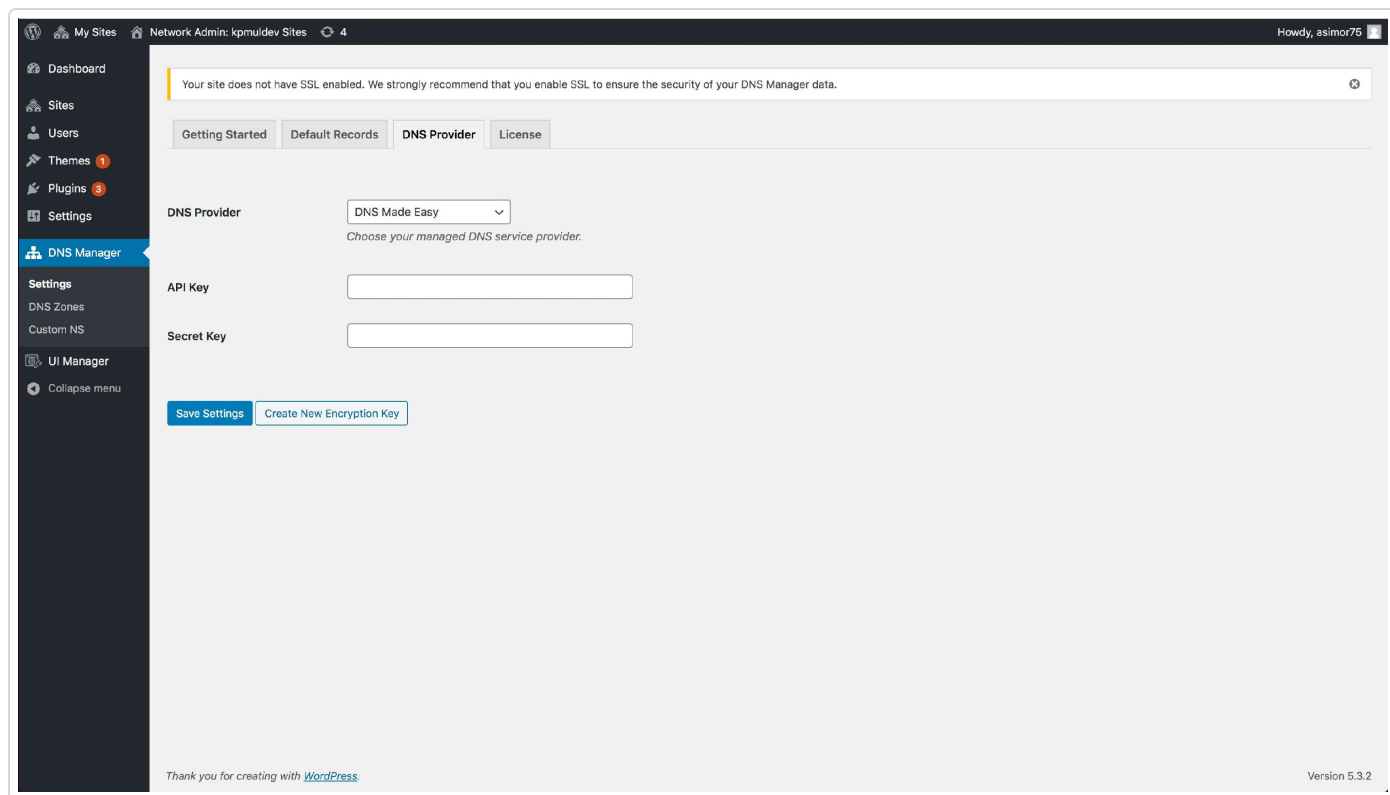 My Sites Network Admin: kpmuldev Sites 4 Howdy, asimor75
Dashboard
Sites
Users
Themes 1
Plugins 3
Settings
DNS Manager
Settings
DNS Zones
Custom NS
UI Manager
Collapse menu
Your site does not have SSL enabled. We strongly recommend that you enable SSL to ensure the security of your DNS Manager data.
Getting Started Default Records DNS Provider License
DNS Provider DNS Made Easy
Choose your managed DNS service provider.
API Key
Secret Key
Save Settings Create New Encryption Key
Thank you for creating with WordPress. Version 5.3.2